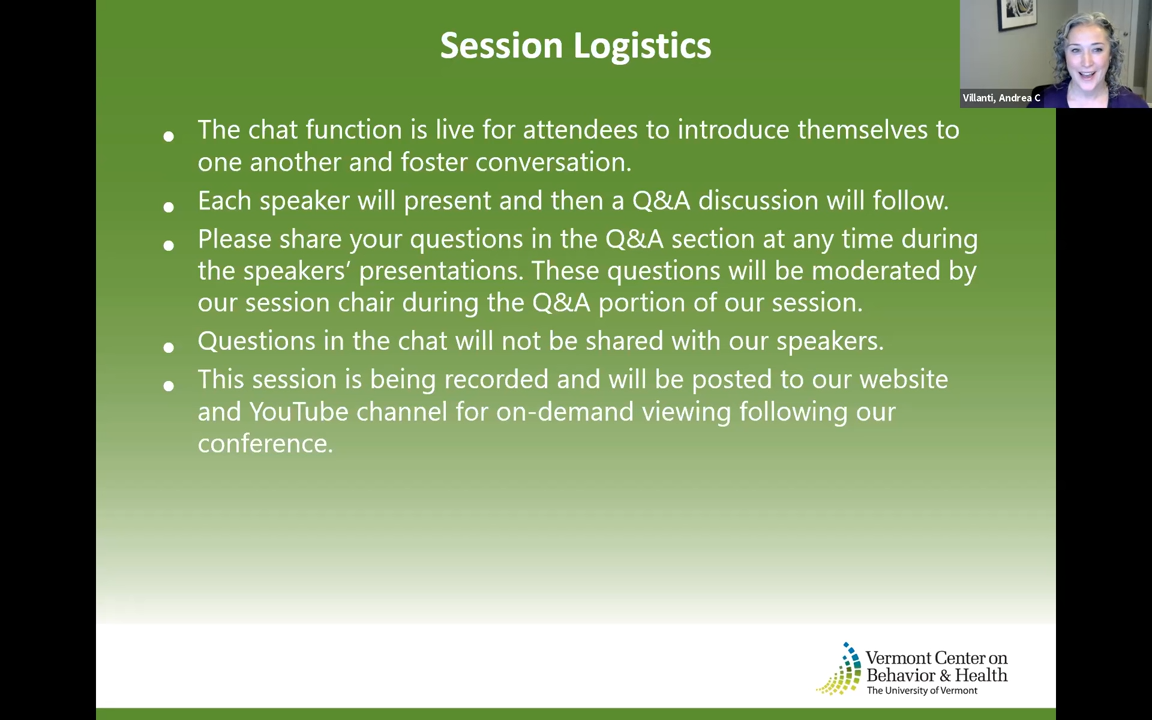 Session Logistics
Villanti, Andrea C
The chat function is live for attendees to introduce themselves to
one another and foster conversation.
Each speaker will present and then a Q&A discussion will follow.
Please share your questions in the Q&A section at any time during
the speakers’ presentations. These questions will be moderated by
our session chair during the Q&A portion of our session.
Questions in the chat will not be shared with our speakers.
This session is being recorded and will be posted to our website
and YouTube channel for on-demand viewing following our
conference.
Vermont Center on
Behavior & Health
The University of Vermont